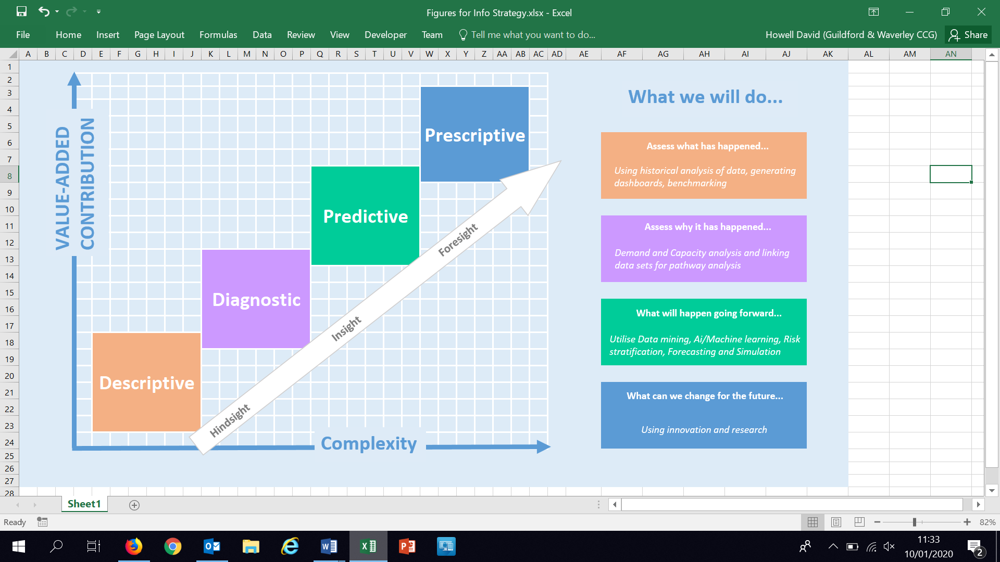 Figures for Info Strategy.xlsx - Excel
File Home Insert Page Layout Formulas Data Review View Developer Team Tell me what you want to do... Howell David (Guildford & Waverley CCG) Share
A B C D E F G H I J K L M N O P Q R S T U V W X Y Z AA AB AC AD AE AF AG AH AI AJ AK AL AM AN
1
2
3
4
5
6
7
8
9
10
11
12
13
14
15
16
17
18
19
20
21
22
23
24
25
26
27
28
VALUE-ADDED
CONTRIBUTION
Prescriptive
Predictive
Diagnostic
Descriptive
Hindsight
Insight
Foresight
Complexity
What we will do...
Assess what has happened...
Using historical analysis of data, generating
dashboards, benchmarking
Assess why it has happened...
Demand and Capacity analysis and linking
data sets for pathway analysis
What will happen going forward...
Utilise Data mining, Ai/Machine learning, Risk
stratification, Forecasting and Simulation
What can we change for the future...
Using innovation and research
Sheet1
Ready
82%
11:33
10/01/2020
2